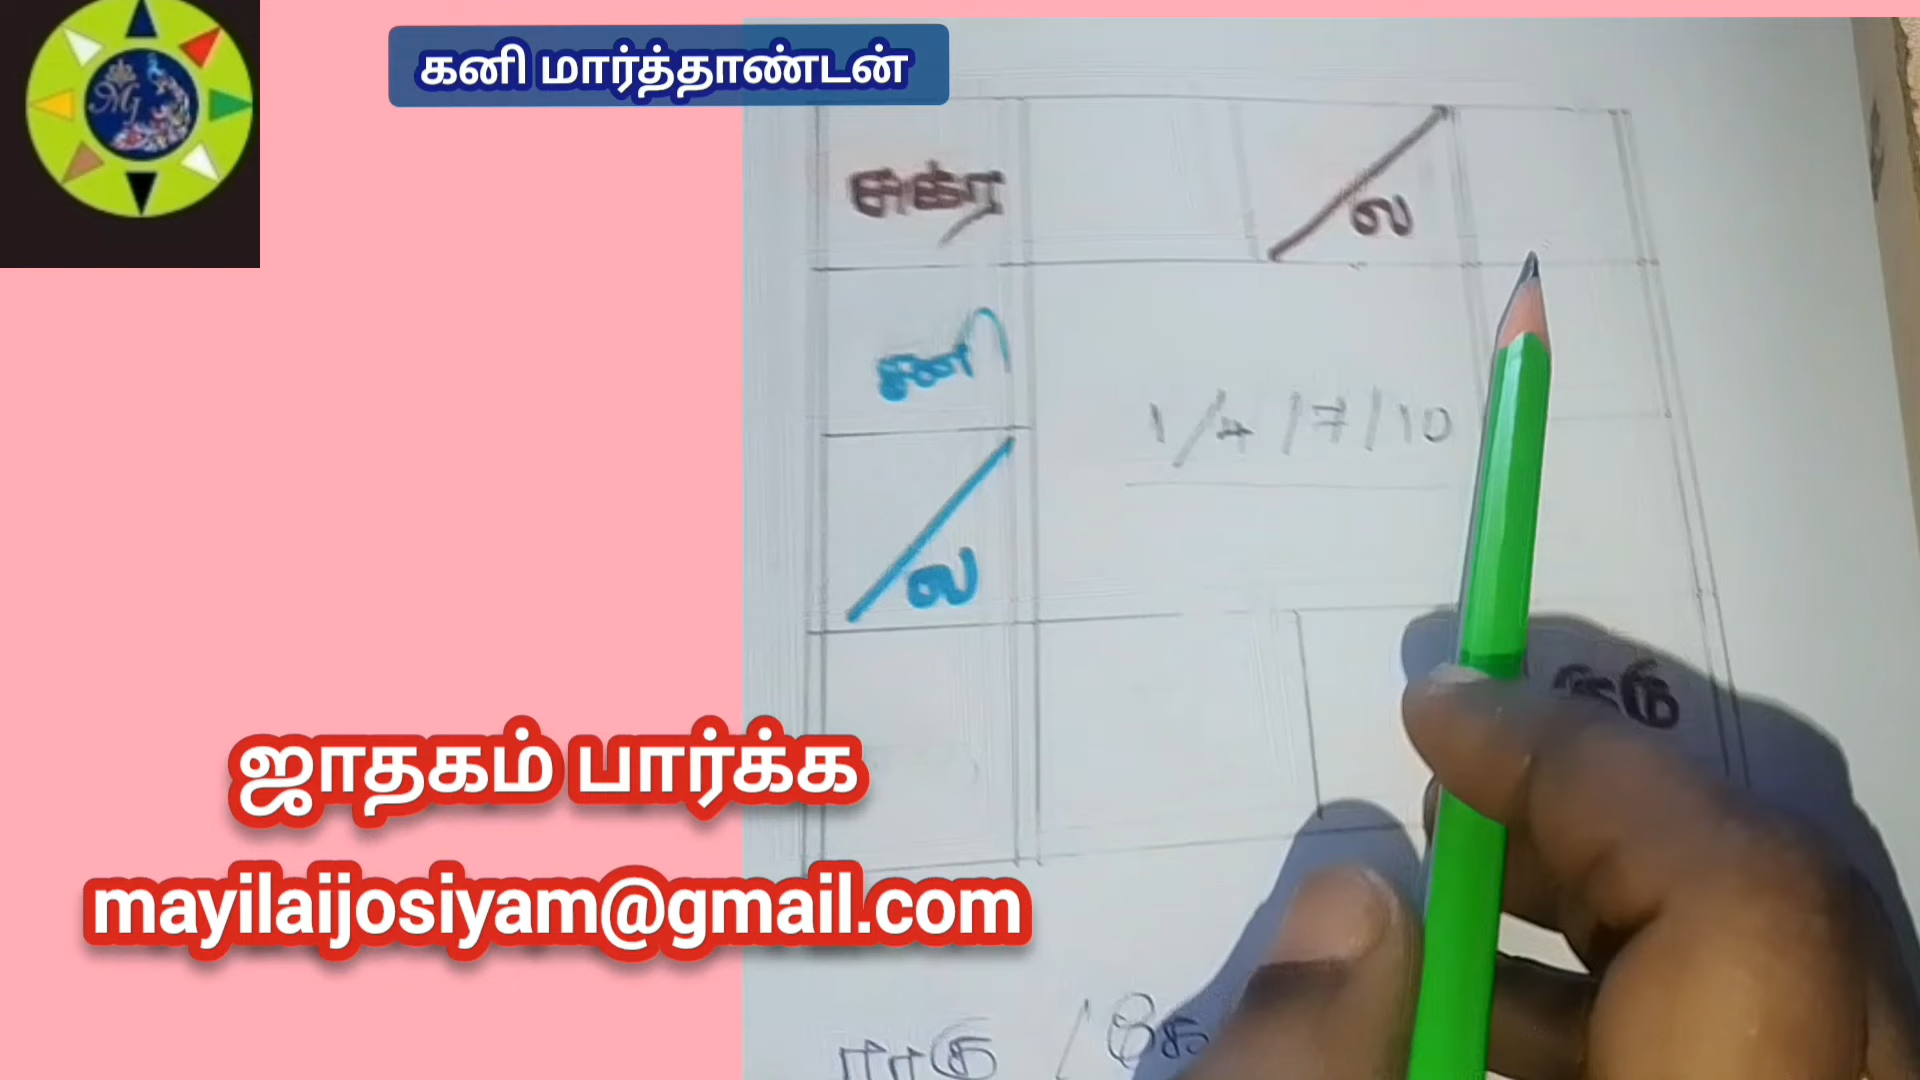 கனி மார்த்தாண்டன்
சுக்ர
ல
சனி
1/4/7/10
ல
ஜாதகம் பார்க்க
mayilaijosiyam@gmail.com
ராகு / கே